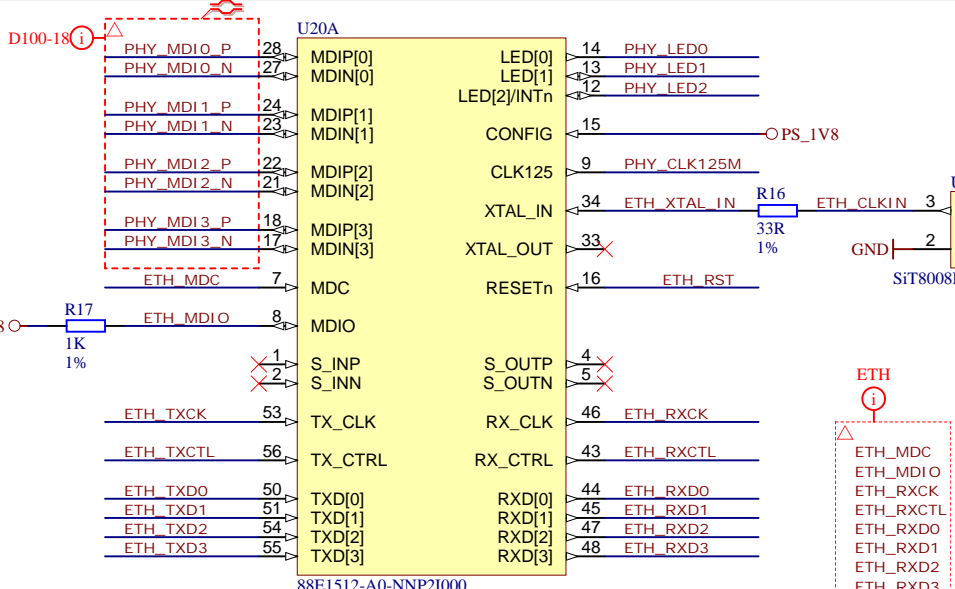 U20A
D100-18 i
PHY_MDI0_P 28 MDIP[0] LED[0] 14 PHY_LED0
PHY_MDI0_N 27 MDIN[0] LED[1] 13 PHY_LED1
LED[2]/INTn 12 PHY_LED2
PHY_MDI1_P 24 MDIP[1]
PHY_MDI1_N 23 MDIN[1] CONFIG 15 PS_1V8
PHY_MDI2_P 22 MDIP[2] CLK125 9 PHY_CLK125M
PHY_MDI2_N 21 MDIN[2]
R16
XTAL_IN 34 ETH_XTAL_IN ETH_CLKIN 3
33R
PHY_MDI3_P 18 MDIP[3]
PHY_MDI3_N 17 MDIN[3] XTAL_OUT 33 1% GND 2
SiT8008
ETH_MDC 7 MDC RESETn 16 ETH_RST
R17
8 ETH_MDIO 8 MDIO
1K
1%
1 S_INP S_OUTP 4
2 S_INN S_OUTN 5
ETH
i
ETH_TXCK 53 TX_CLK RX_CLK 46 ETH_RXCK
ETH_TXCTL 56 TX_CTRL RX_CTRL 43 ETH_RXCTL
ETH_TXD0 50 TXD[0] RXD[0] 44 ETH_RXD0
ETH_TXD1 51 TXD[1] RXD[1] 45 ETH_RXD1
ETH_TXD2 54 TXD[2] RXD[2] 47 ETH_RXD2
ETH_TXD3 55 TXD[3] RXD[3] 48 ETH_RXD3
88E1512-A0-NNP2I000
ETH_MDC
ETH_MDIO
ETH_RXCK
ETH_RXCTL
ETH_RXD0
ETH_RXD1
ETH_RXD2
ETH_RXD3